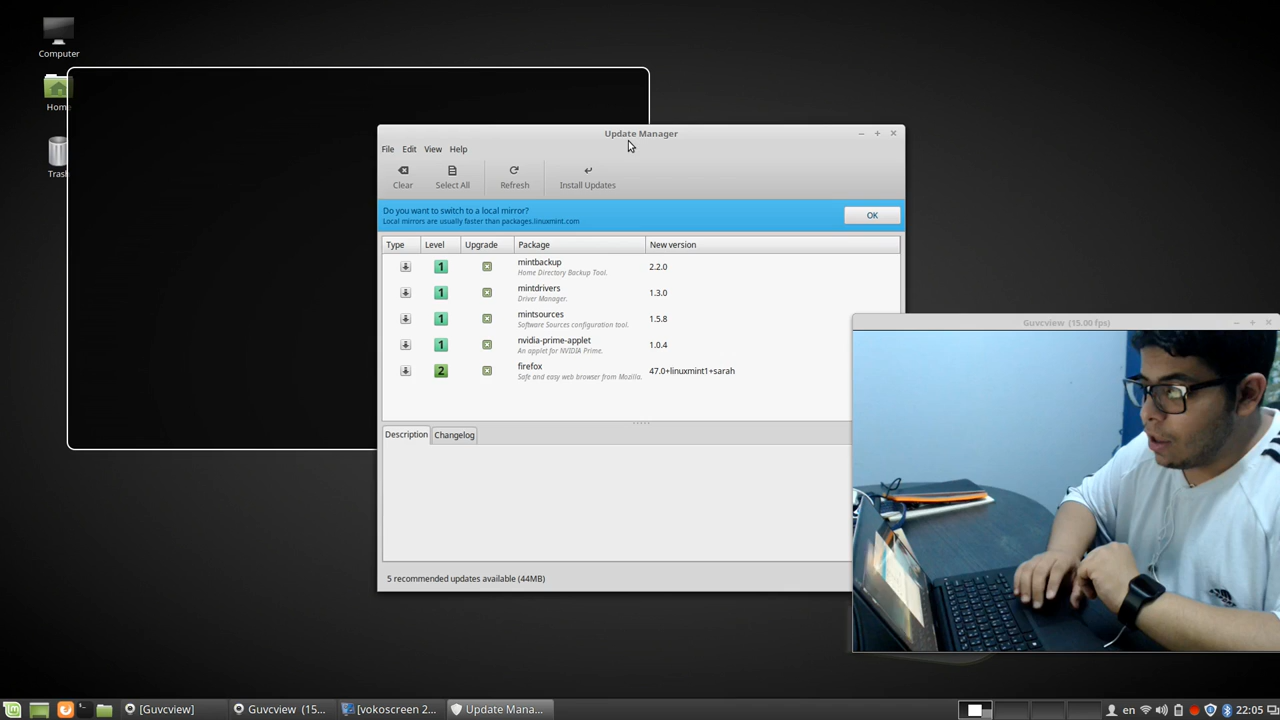 Computer
Home
Trash
Update Manager
File Edit View Help
Clear Select All Refresh Install Updates
Do you want to switch to a local mirror?
Local mirrors are usually faster than packages.linuxmint.com
OK
Type Level Upgrade Package New version
1 mintbackup 2.2.0
Home Directory Backup Tool.
1 mintdrivers 1.3.0
Driver Manager.
1 mintsources 1.5.8
Software Sources configuration tool.
1 nvidia-prime-applet 1.0.4
An applet for NVIDIA Prime.
2 firefox 47.0+linuxmint1+sarah
Safe and easy web browser from Mozilla.
Description Changelog
5 recommended updates available (44MB)
Guvcview (15.00 fps)
[Guvcview] Guvcview (15... [vokoscreen 2... Update Mana... en 22:05